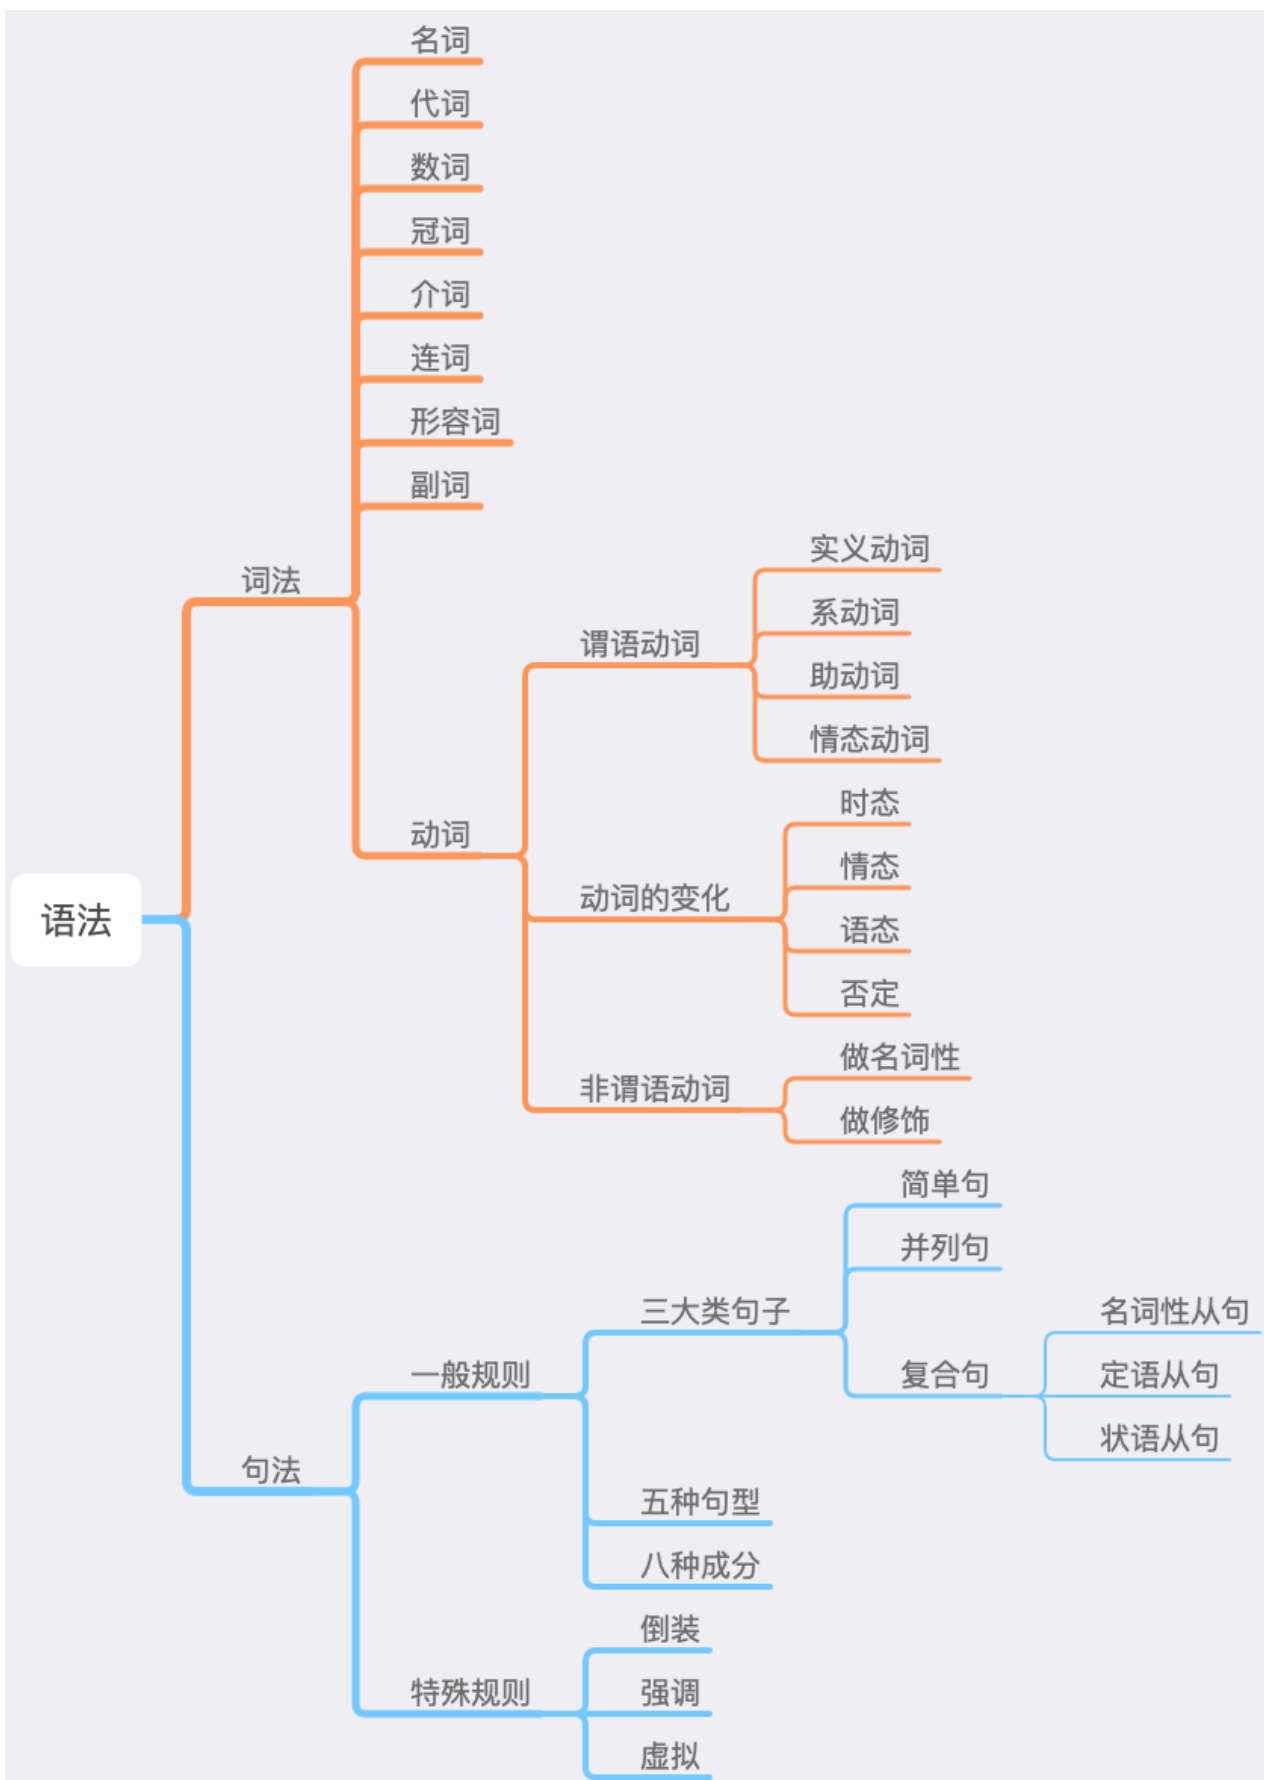 名词
代词
数词
冠词
介词
连词
形容词
副词
词法
实义动词
系动词
谓语动词
助动词
情态动词
时态
动词
情态
动词的变化
语态
语法
否定
做名词性
非谓语动词
做修饰
简单句
并列句
三大类句子
名词性从句
一般规则
复合句
定语从句
状语从句
句法
五种句型
八种成分
倒装
特殊规则
强调
虚拟